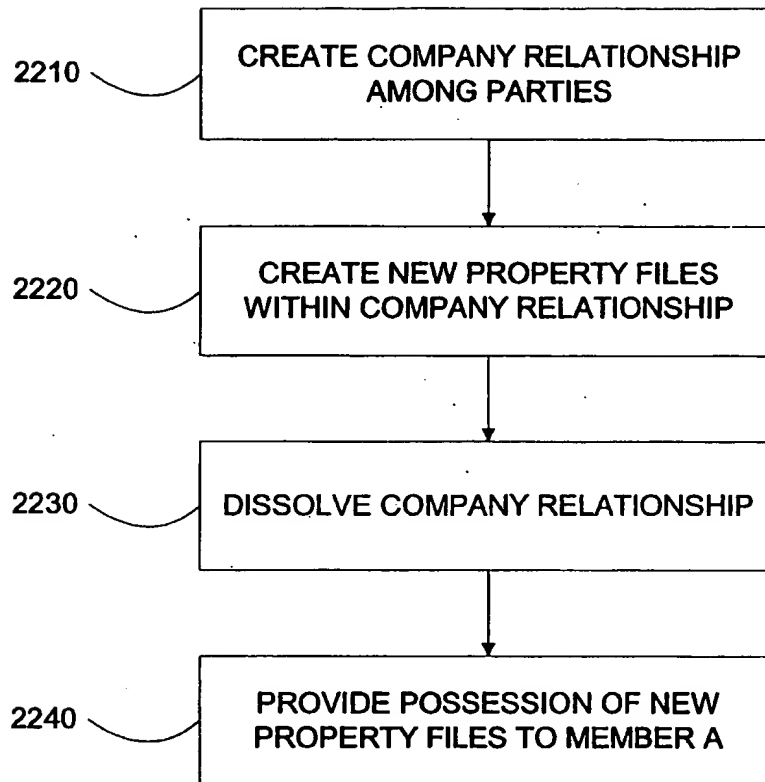 2210
CREATE COMPANY RELATIONSHIP
AMONG PARTIES
2220
CREATE NEW PROPERTY FILES
WITHIN COMPANY RELATIONSHIP
2230
DISSOLVE COMPANY RELATIONSHIP
2240
PROVIDE POSSESSION OF NEW
PROPERTY FILES TO MEMBER A